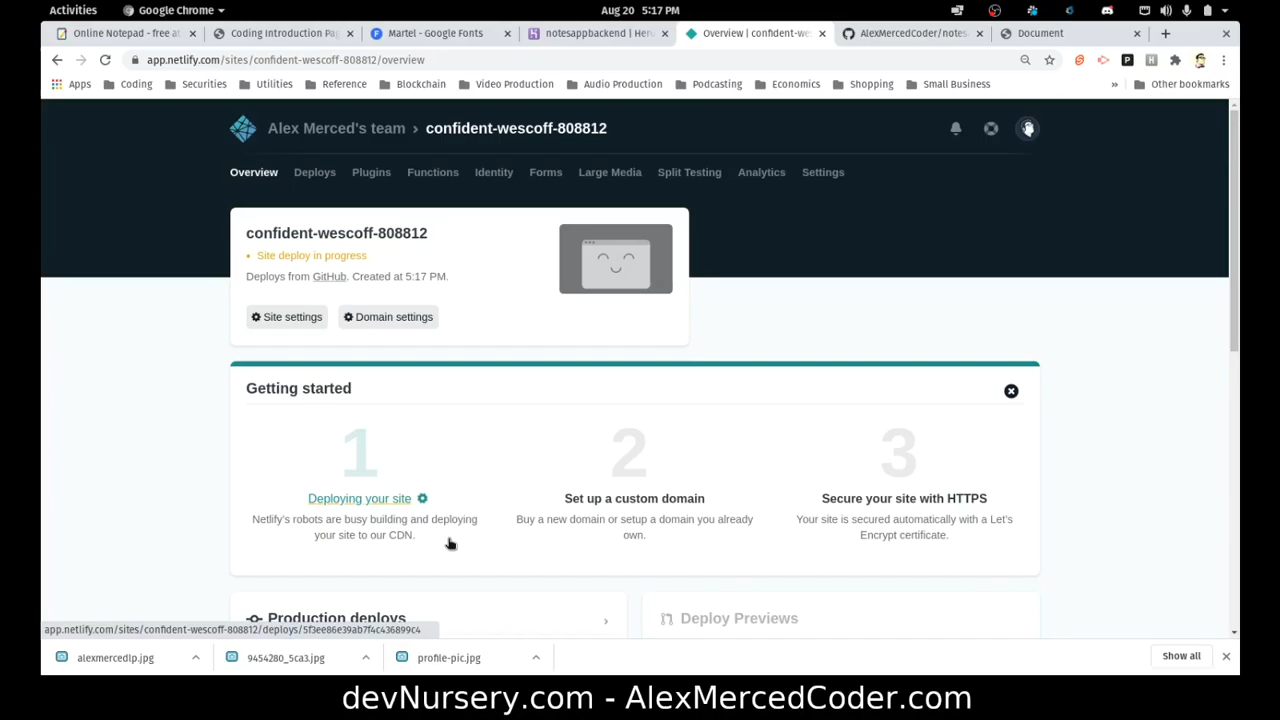 Activities
Google Chrome
Aug 20 5:17 PM
Online Notepad - free at
Coding Introduction Pag
Martel - Google Fonts
notesappbackend | Her
Overview | confident-wes
AlexMercedCoder/notes
Document
app.netlify.com/sites/confident-wescoff-808812/overview
Apps
Coding
Securities
Utilities
Reference
Blockchain
Video Production
Audio Production
Podcasting
Economics
Shopping
Small Business
»
Other bookmarks
Alex Merced's team › confident-wescoff-808812
Overview
Deploys
Plugins
Functions
Identity
Forms
Large Media
Split Testing
Analytics
Settings
confident-wescoff-808812
• Site deploy in progress
Deploys from GitHub. Created at 5:17 PM.
Site settings
Domain settings
Getting started
1
Deploying your site
Netlify's robots are busy building and deploying
your site to our CDN.
2
Set up a custom domain
Buy a new domain or setup a domain you already
own.
3
Secure your site with HTTPS
Your site is secured automatically with a Let's
Encrypt certificate.
Production deploys
Deploy Previews
app.netlify.com/sites/confident-wescoff-808812/deploys/5f3ee86e39ab7f4c436899c4
alexmercedlp.jpg
9454280_5ca3.jpg
profile-pic.jpg
Show all
devNursery.com - AlexMercedCoder.com